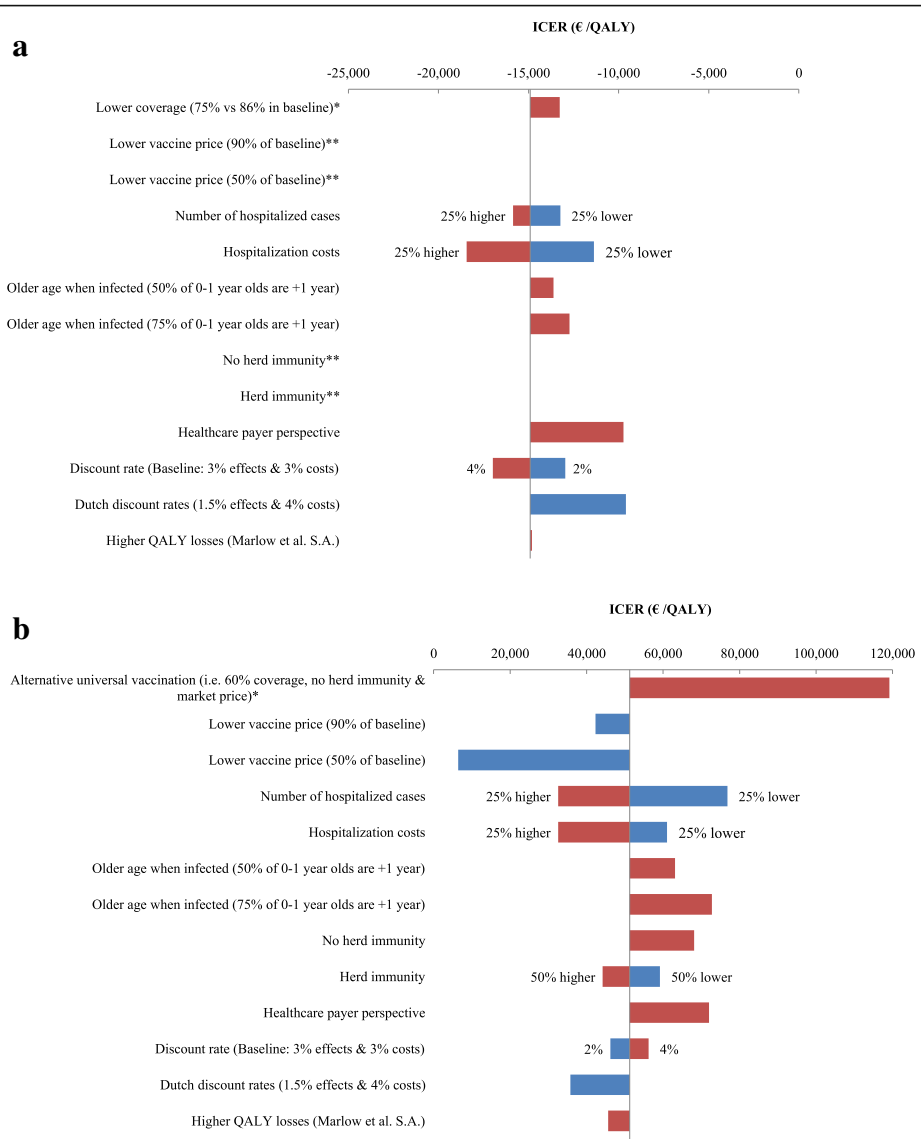 ICER (€ /QALY)
a
-25,000 -20,000 -15,000 -10,000 -5,000 0
Lower coverage (75% vs 86% in baseline)*
Lower vaccine price (90% of baseline)**
Lower vaccine price (50% of baseline)**
Number of hospitalized cases 25% higher 25% lower
Hospitalization costs 25% higher 25% lower
Older age when infected (50% of 0-1 year olds are +1 year)
Older age when infected (75% of 0-1 year olds are +1 year)
No herd immunity**
Herd immunity**
Healthcare payer perspective
Discount rate (Baseline: 3% effects & 3% costs) 4% 2%
Dutch discount rates (1.5% effects & 4% costs)
Higher QALY losses (Marlow et al. S.A.)
ICER (€ /QALY)
b
0 20,000 40,000 60,000 80,000 100,000 120,000
Alternative universal vaccination (i.e. 60% coverage, no herd immunity &
market price)*
Lower vaccine price (90% of baseline)
Lower vaccine price (50% of baseline)
Number of hospitalized cases 25% higher 25% lower
Hospitalization costs 25% higher 25% lower
Older age when infected (50% of 0-1 year olds are +1 year)
Older age when infected (75% of 0-1 year olds are +1 year)
No herd immunity
Herd immunity 50% higher 50% lower
Healthcare payer perspective
Discount rate (Baseline: 3% effects & 3% costs) 2% 4%
Dutch discount rates (1.5% effects & 4% costs)
Higher QALY losses (Marlow et al. S.A.)